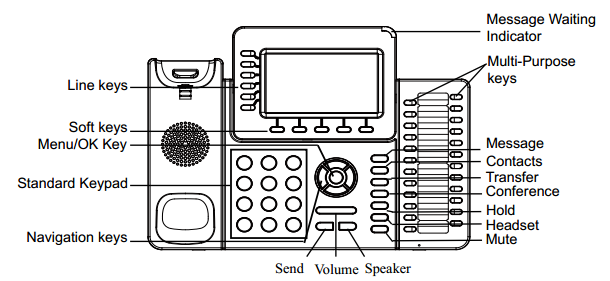 Message Waiting
Indicator
Multi-Purpose
keys
Line keys
Soft keys
Menu/OK Key
Standard Keypad
Navigation keys
Message
Contacts
Transfer
Conference
Hold
Headset
Mute
Send
Volume
Speaker